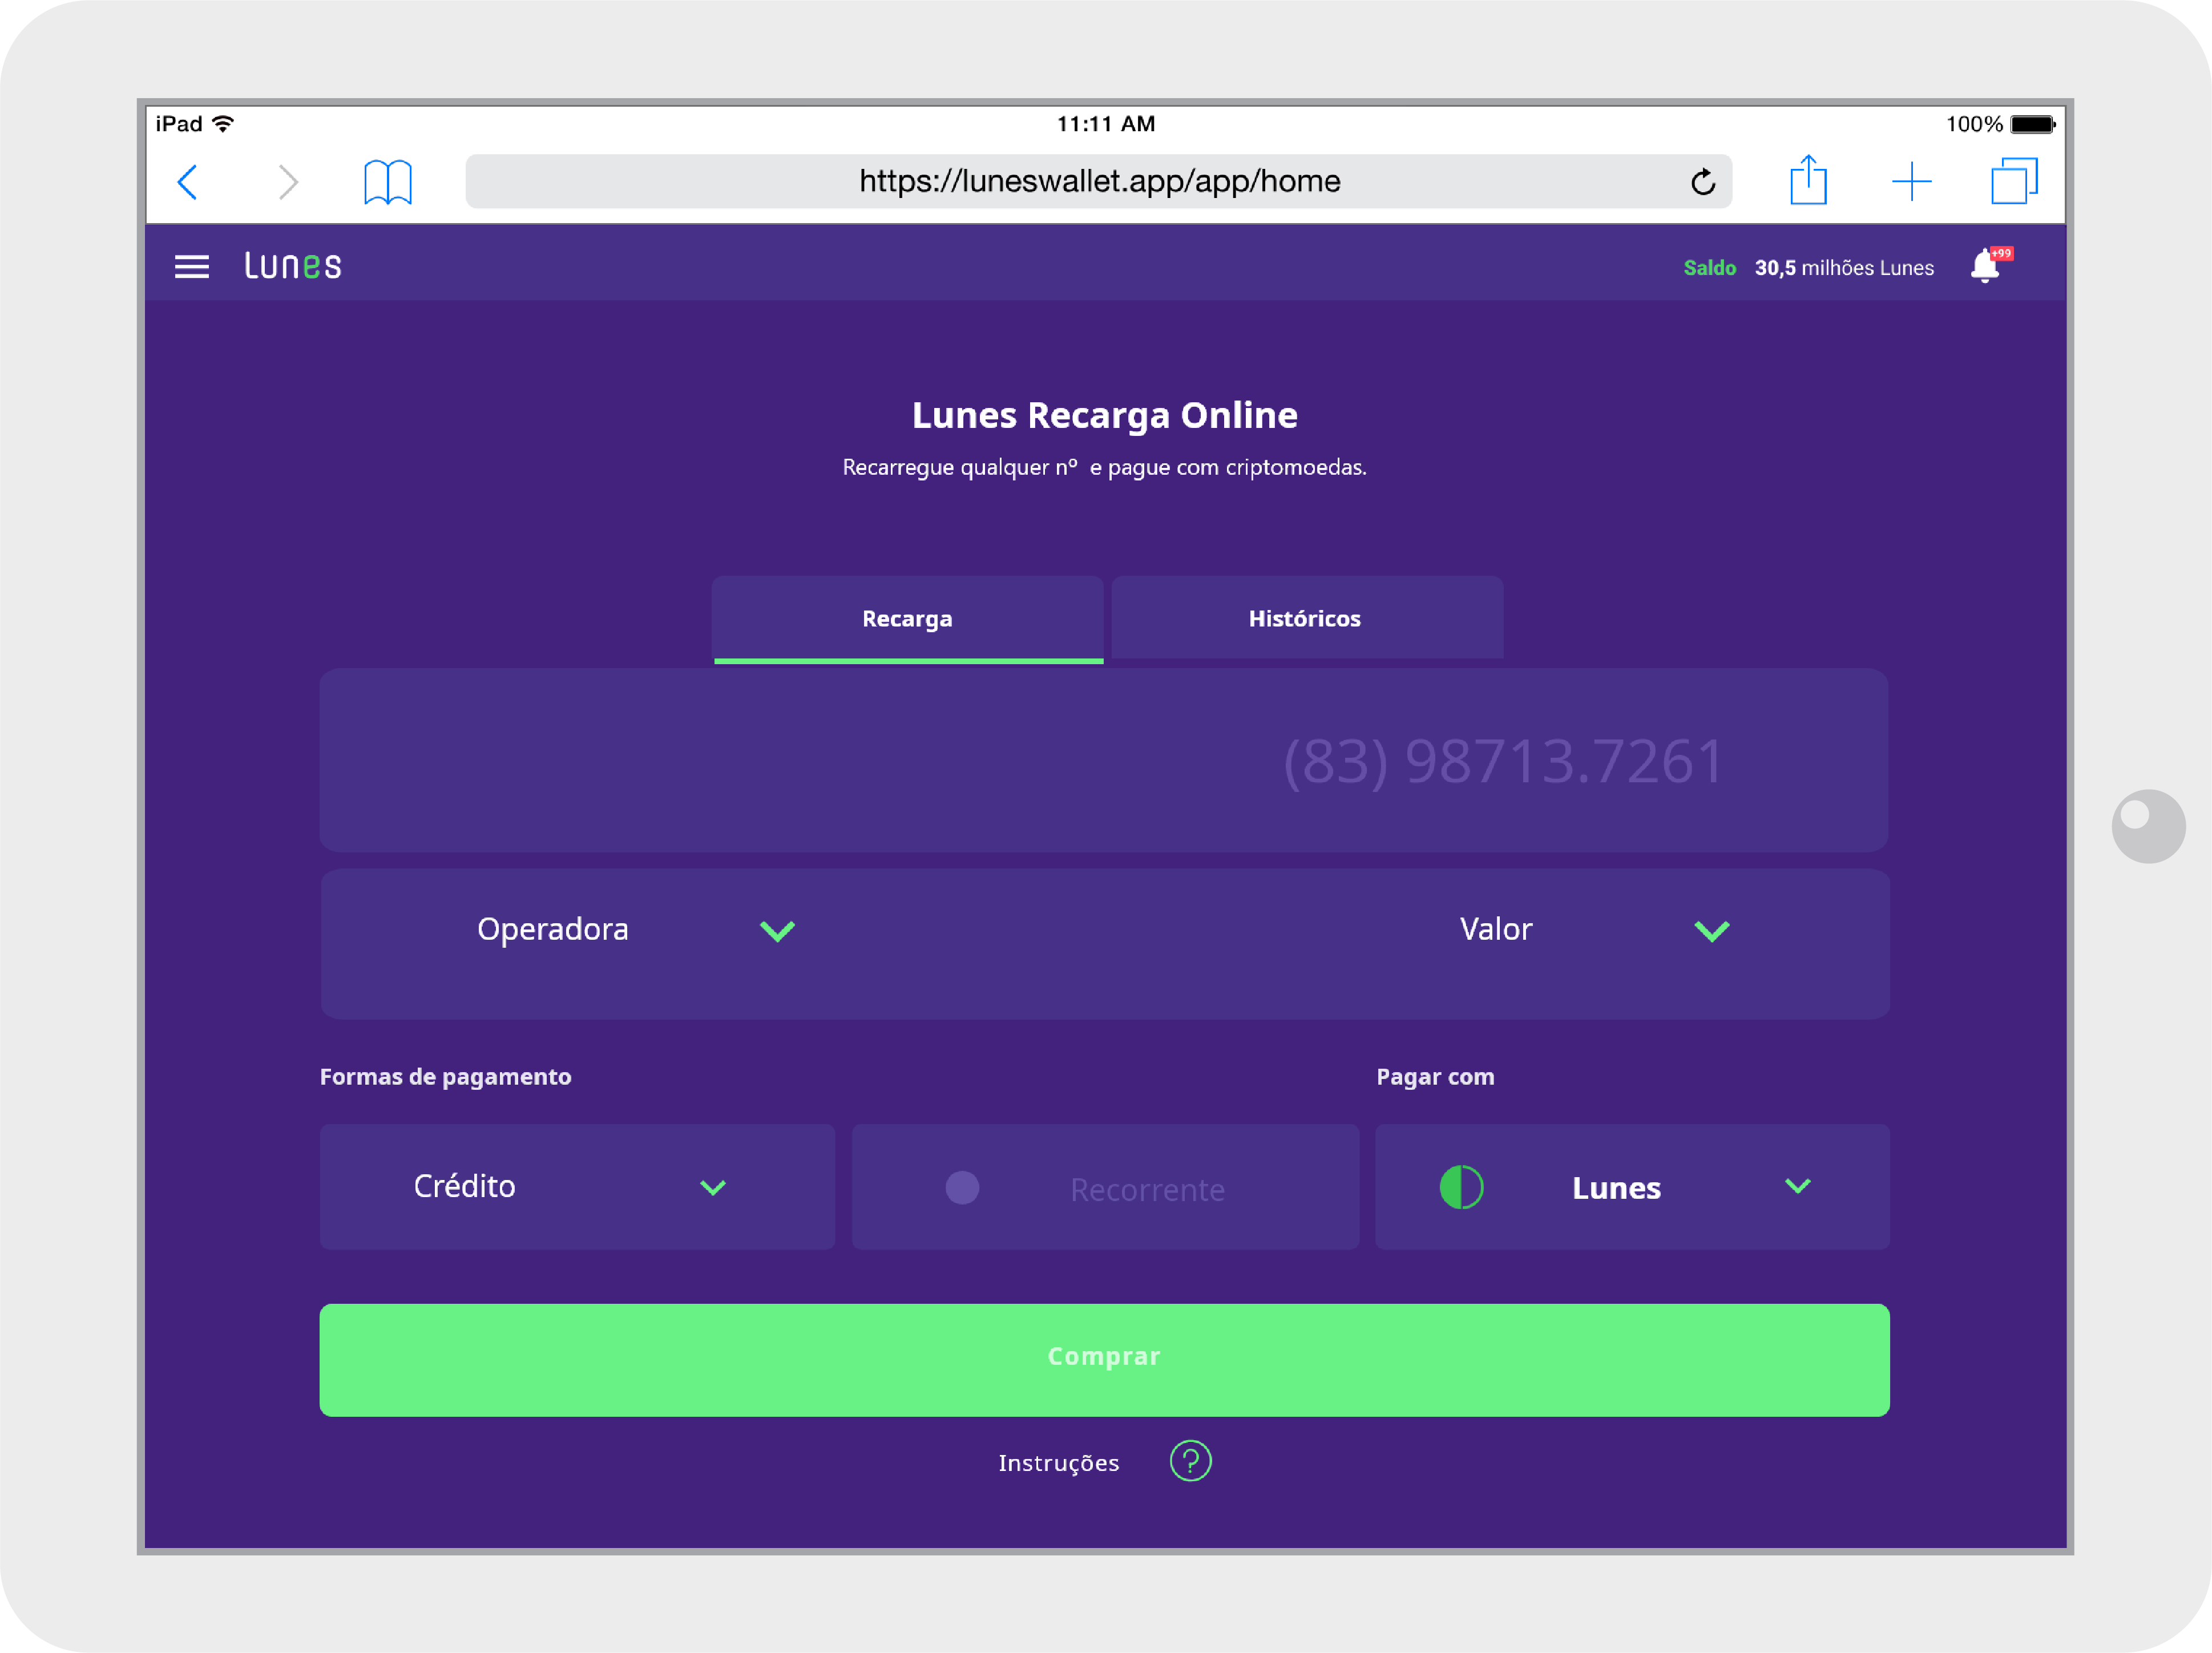 iPad 11:11 AM 100%
https://luneswallet.app/app/home
Lunes Saldo 30,5 milhões Lunes +99
Lunes Recarga Online
Recarregue qualquer nº e pague com criptomoedas.
Recarga Históricos
(83) 98713.7261
Operadora Valor
Formas de pagamento Pagar com
Crédito Recorrente Lunes
Comprar
Instruções ?